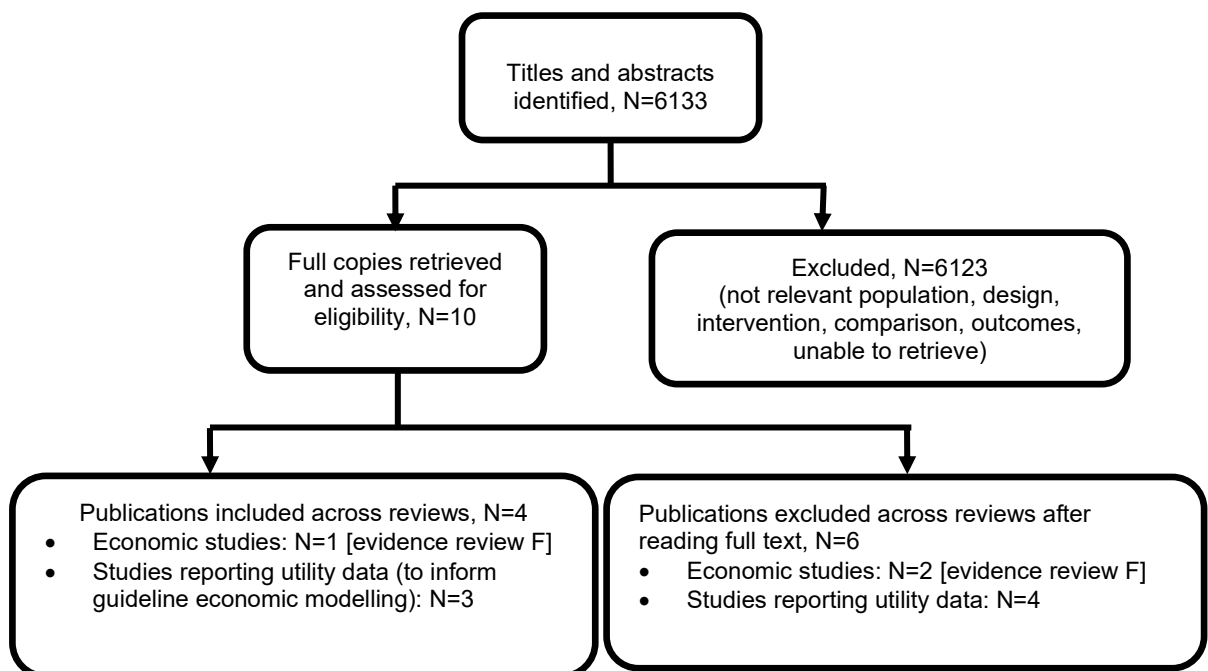 Titles and abstracts
identified, N=6133
Full copies retrieved
and assessed for
eligibility, N=10
Excluded, N=6123
(not relevant population, design,
intervention, comparison, outcomes,
unable to retrieve)
Publications included across reviews, N=4
• Economic studies: N=1 [evidence review F]
• Studies reporting utility data (to inform
guideline economic modelling): N=3
Publications excluded across reviews after
reading full text, N=6
• Economic studies: N=2 [evidence review F]
• Studies reporting utility data: N=4